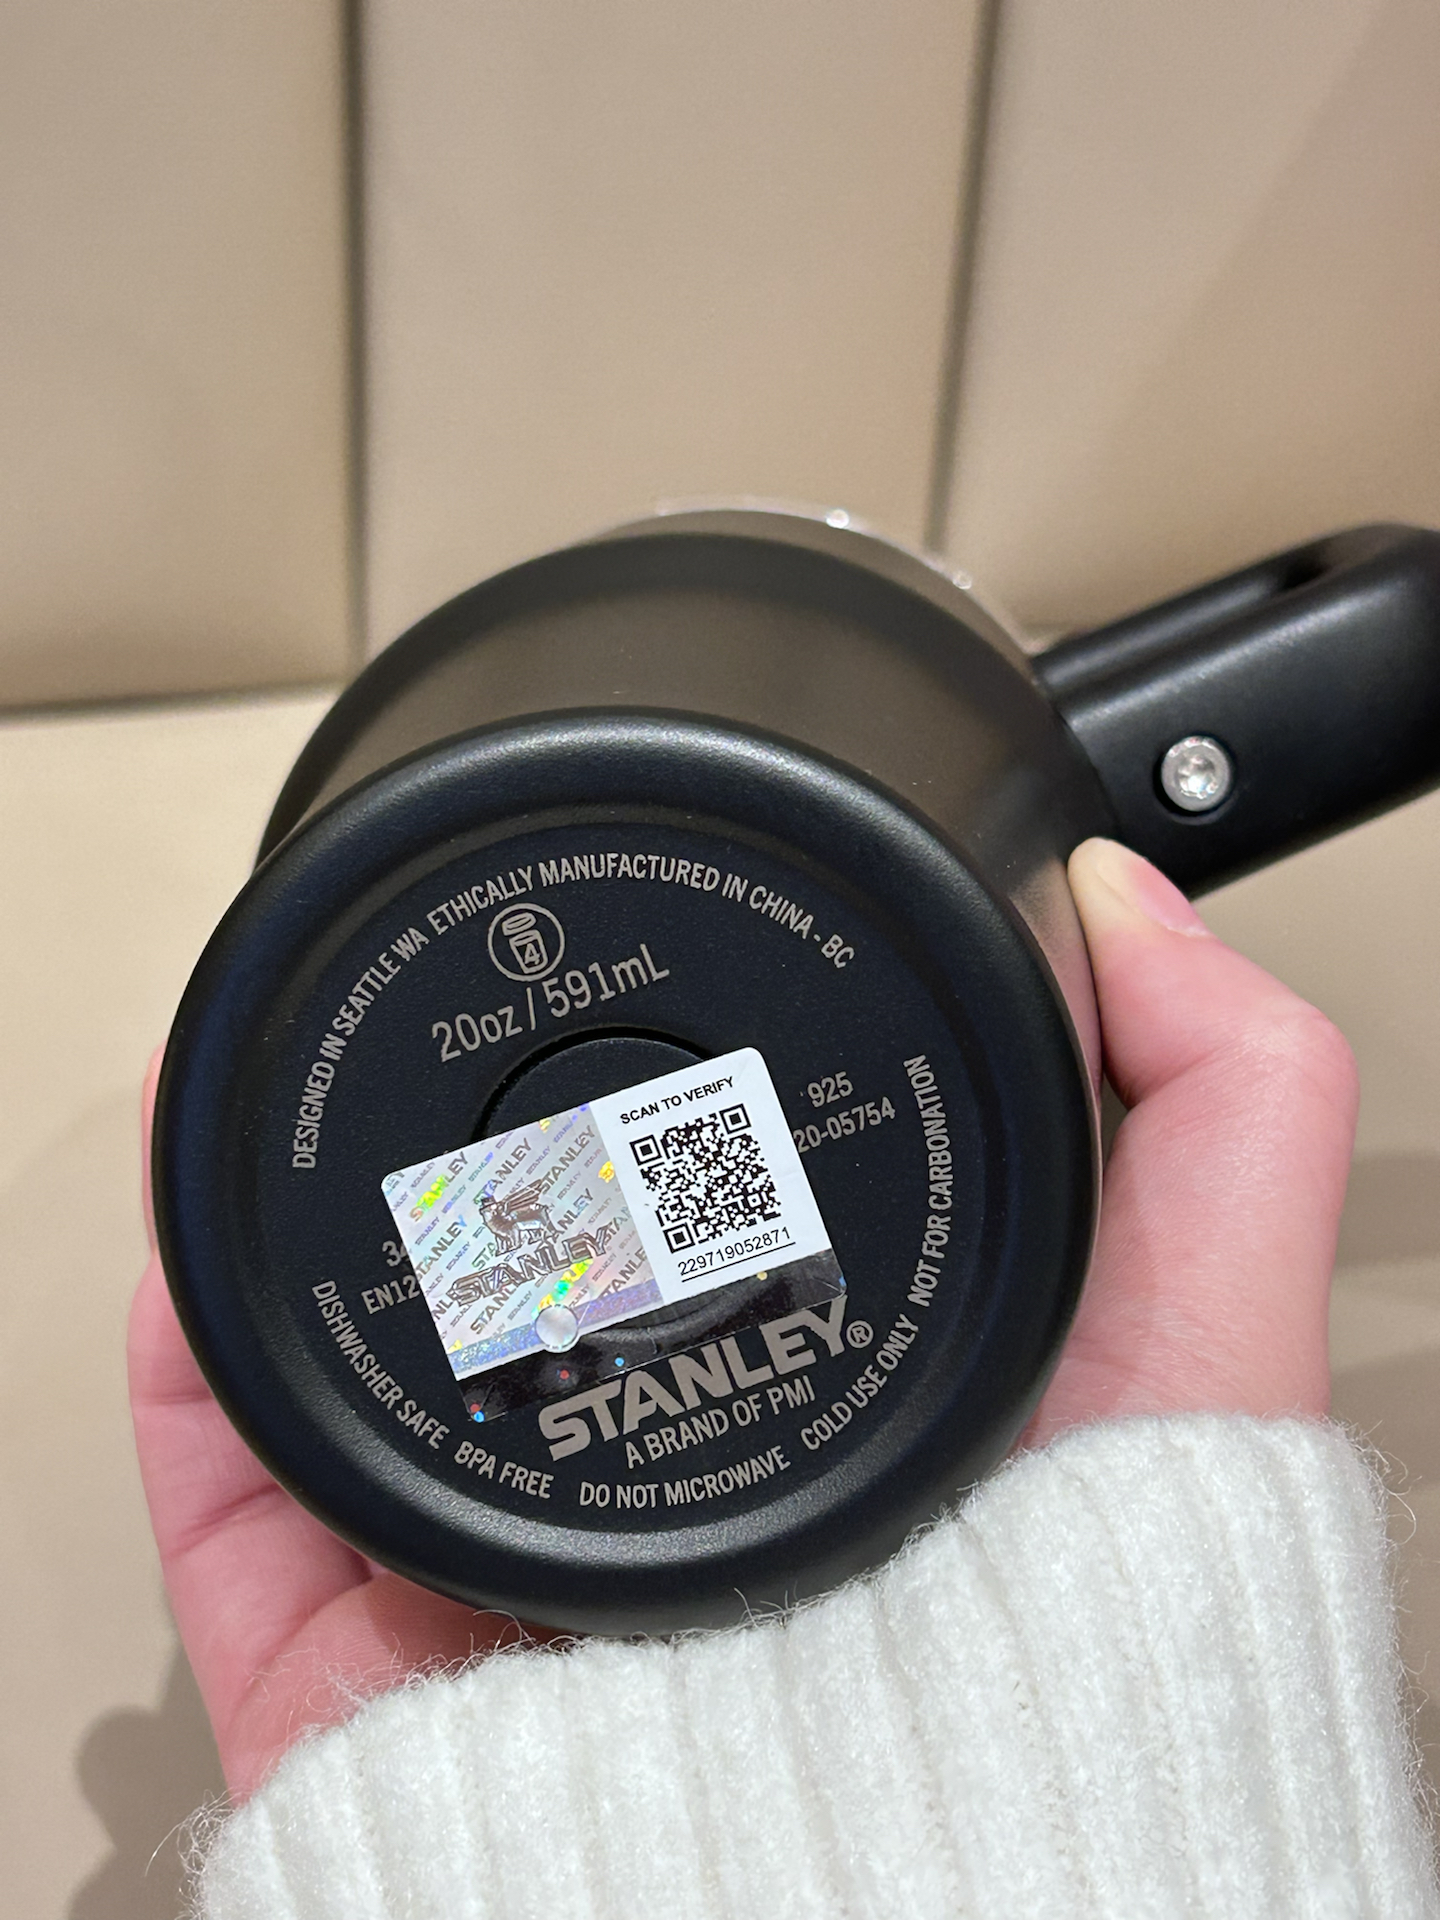 DESIGNED IN SEATTLE WA ETHICALLY MANUFACTURED IN CHINA - BC
4
20oz / 591mL
SCAN TO VERIFY
925
20-05754
STANLEY
229719052871
EN12
STANLEY®
A BRAND OF PMI
DISHWASHER SAFE BPA FREE DO NOT MICROWAVE COLD USE ONLY NOT FOR CARBONATION